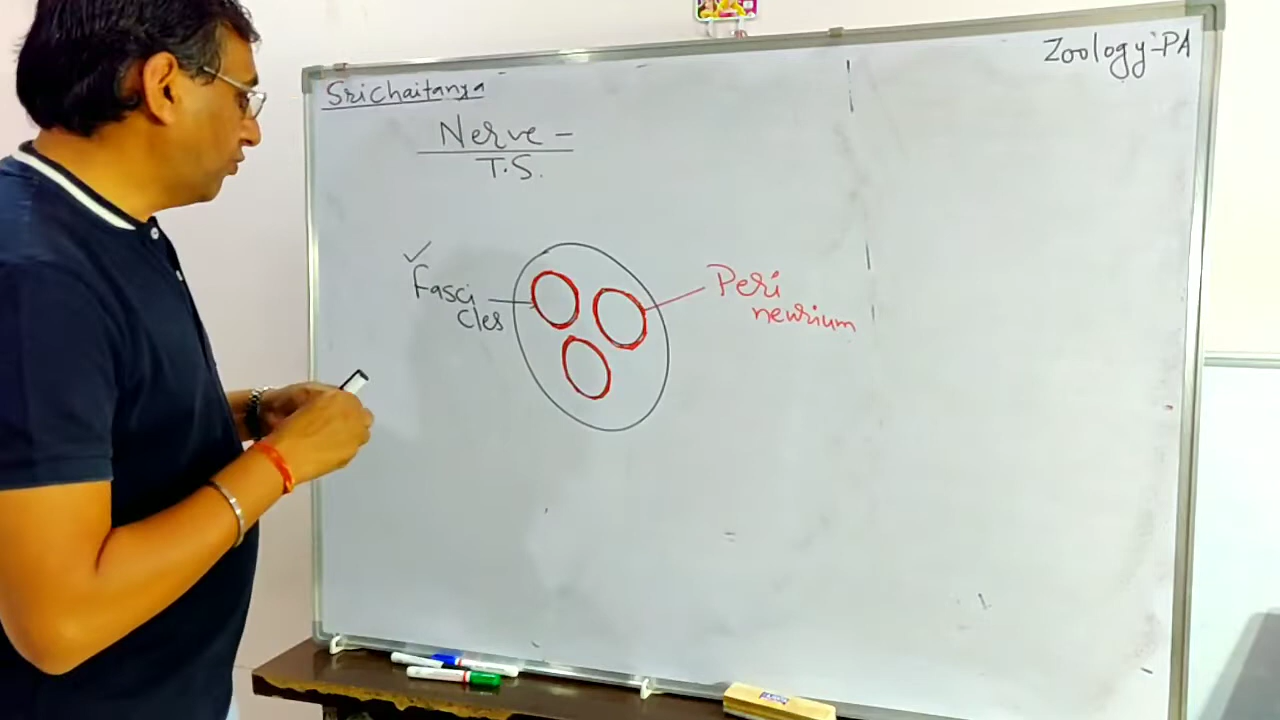 Srichaitanya
Zoology-PA
Nerve -
T.S.
✓
Fasci
cles
Peri
neurium